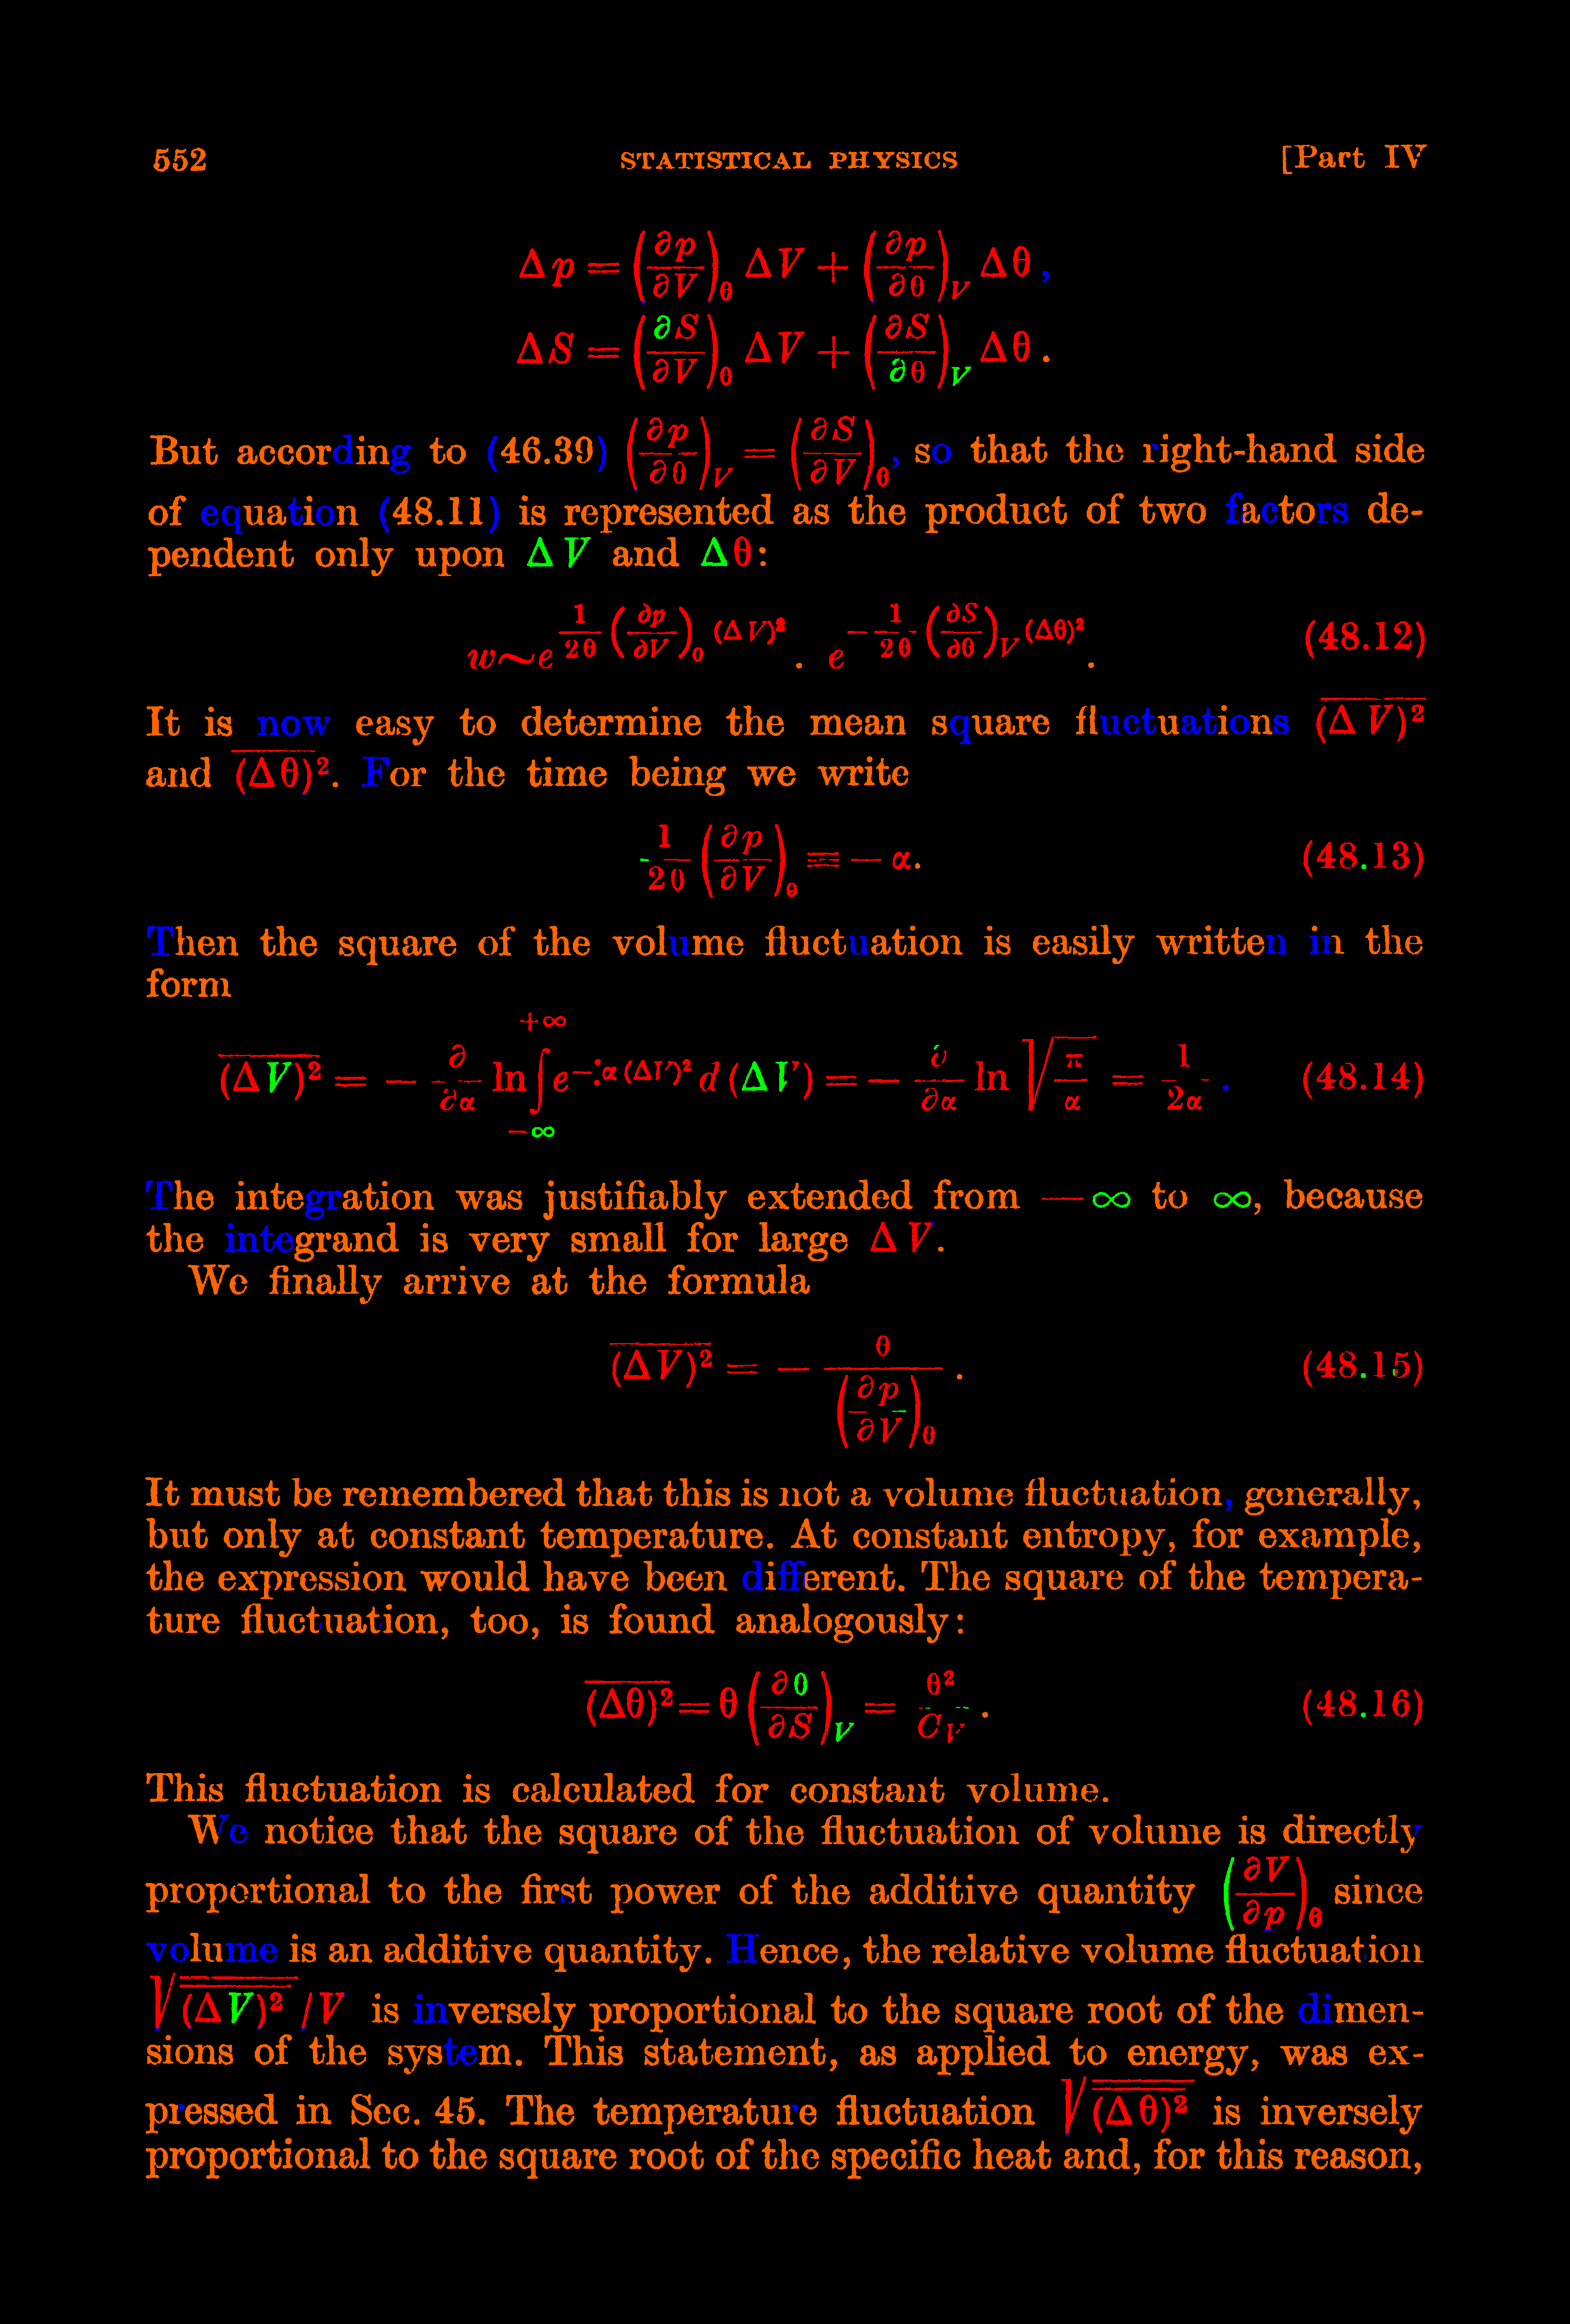 552 STATISTICAL PHYSICS [Part IV
Δp = (∂p/∂V)_θ ΔV + (∂p/∂θ)_V Δθ,
ΔS = (∂S/∂V)_θ ΔV + (∂S/∂θ)_V Δθ.
But according to (46.39) (∂p/∂θ)_V = (∂S/∂V)_θ, so that the right-hand side
of equation (48.11) is represented as the product of two factors de-
pendent only upon ΔV and Δθ:
w ~ e^{1/2θ (∂p/∂V)_θ (ΔV)²} . e^{−1/2θ (∂S/∂θ)_V (Δθ)²}. (48.12)
It is now easy to determine the mean square fluctuations \overline{(ΔV)²}
and \overline{(Δθ)²}. For the time being we write
1/2θ (∂p/∂V)_θ ≡ − α. (48.13)
Then the square of the volume fluctuation is easily written in the
form
\overline{(ΔV)²} = − ∂/∂α ln ∫_{−∞}^{+∞} e^{−α(ΔV)²} d(ΔV) = − ∂/∂α ln √(π/α) = 1/2α. (48.14)
The integration was justifiably extended from — ∞ to ∞, because
the integrand is very small for large ΔV.
We finally arrive at the formula
\overline{(ΔV)²} = − θ/(∂p/∂V)_θ. (48.15)
It must be remembered that this is not a volume fluctuation, generally,
but only at constant temperature. At constant entropy, for example,
the expression would have been different. The square of the tempera-
ture fluctuation, too, is found analogously:
\overline{(Δθ)²} = θ (∂θ/∂S)_V = θ²/C_V. (48.16)
This fluctuation is calculated for constant volume.
We notice that the square of the fluctuation of volume is directly
proportional to the first power of the additive quantity (∂V/∂p)_θ since
volume is an additive quantity. Hence, the relative volume fluctuation
√\overline{(ΔV)²} / V is inversely proportional to the square root of the dimen-
sions of the system. This statement, as applied to energy, was ex-
pressed in Sec. 45. The temperature fluctuation √\overline{(Δθ)²} is inversely
proportional to the square root of the specific heat and, for this reason,